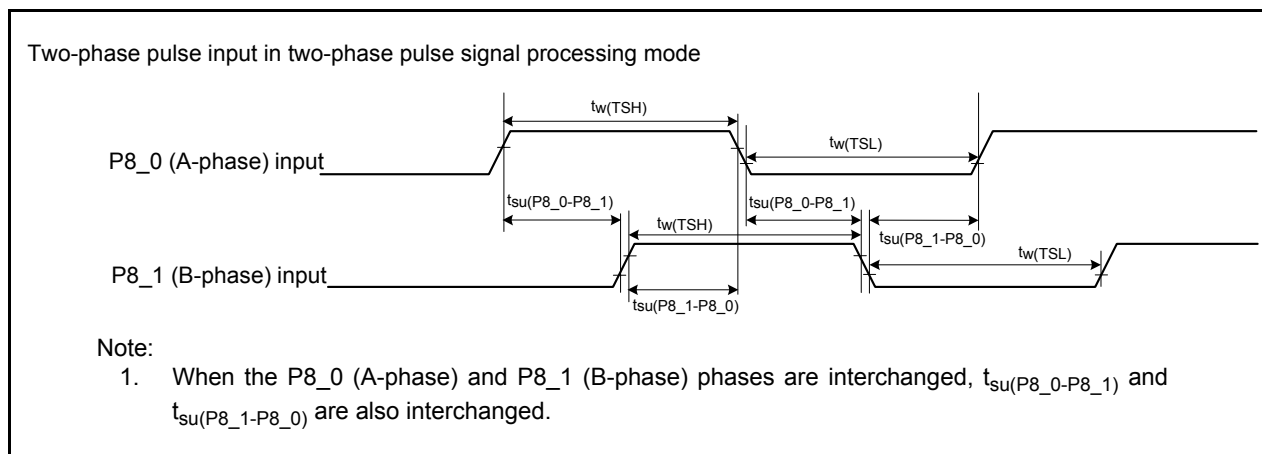 Two-phase pulse input in two-phase pulse signal processing mode
tw(TSH)
tw(TSL)
P8_0 (A-phase) input
tsu(P8_0-P8_1)
tsu(P8_0-P8_1)
tw(TSH)
tsu(P8_1-P8_0)
tw(TSL)
P8_1 (B-phase) input
tsu(P8_1-P8_0)
Note:
1. When the P8_0 (A-phase) and P8_1 (B-phase) phases are interchanged, tsu(P8_0-P8_1) and
tsu(P8_1-P8_0) are also interchanged.